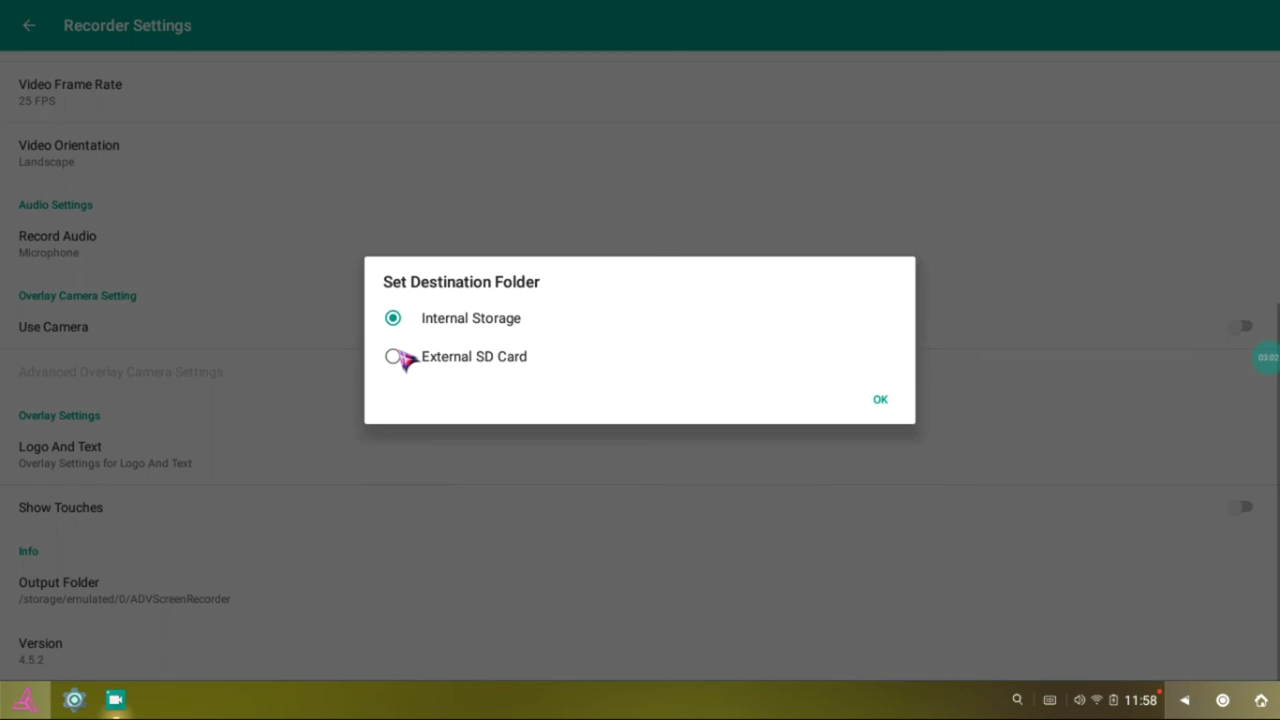 Recorder Settings
Video Frame Rate
25 FPS
Video Orientation
Landscape
Audio Settings
Record Audio
Microphone
Overlay Camera Setting
Use Camera
Advanced Overlay Camera Settings
Overlay Settings
Logo And Text
Overlay Settings for Logo And Text
Show Touches
Info
Output Folder
/storage/emulated/0/ADVScreenRecorder
Version
4.5.2
Set Destination Folder
Internal Storage
External SD Card
OK
03:02
11:58